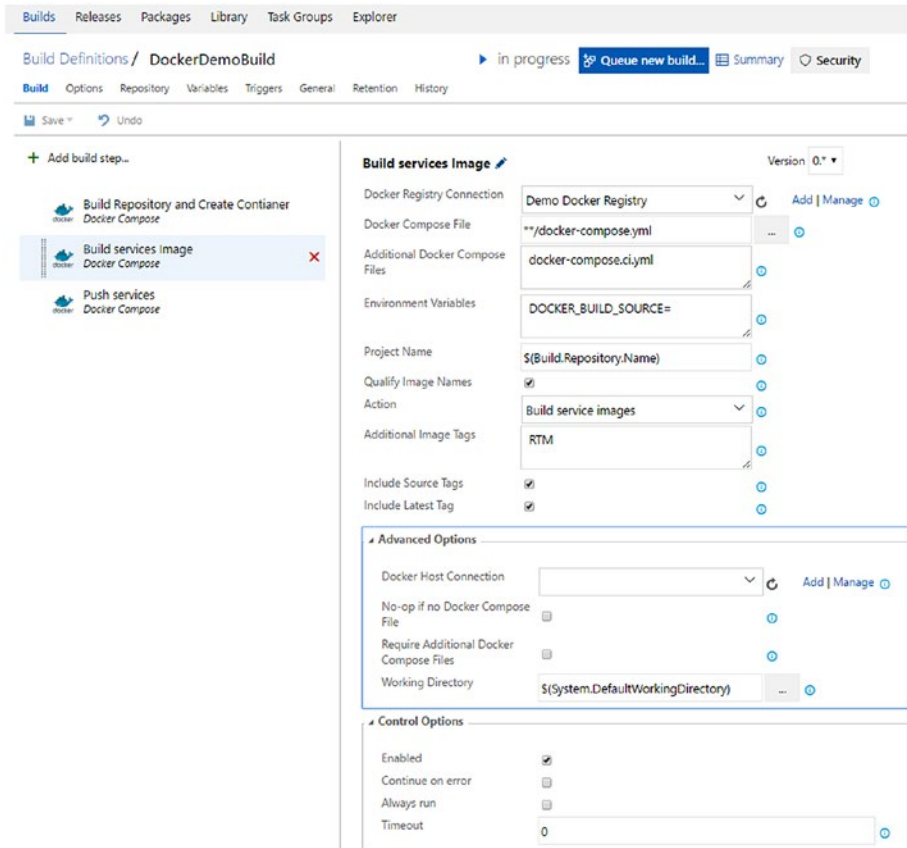 Builds Releases Packages Library Task Groups Explorer
Build Definitions / DockerDemoBuild in progress Queue new build... Summary Security
Build Options Repository Variables Triggers General Retention History
Save Undo
Add build step...
Build Repository and Create Contianer
Docker Compose
Build services Image
Docker Compose
Push services
Docker Compose
Build services Image Version 0.*
Docker Registry Connection Demo Docker Registry Add | Manage
Docker Compose File **/docker-compose.yml ...
Additional Docker Compose Files docker-compose.ci.yml
Environment Variables DOCKER_BUILD_SOURCE=
Project Name $(Build.Repository.Name)
Qualify Image Names
Action Build service images
Additional Image Tags RTM
Include Source Tags
Include Latest Tag
Advanced Options
Docker Host Connection Add | Manage
No-op if no Docker Compose File
Require Additional Docker Compose Files
Working Directory $(System.DefaultWorkingDirectory) ...
Control Options
Enabled
Continue on error
Always run
Timeout 0